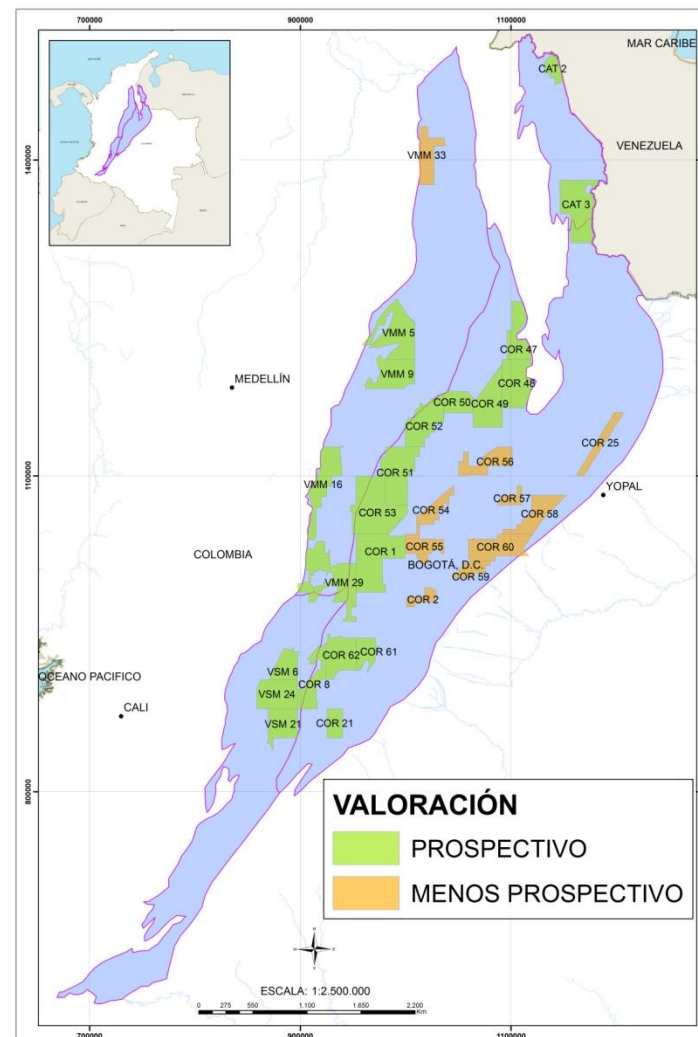 700000
900000
1100000
MAR CARIBE
CAT 2
VENEZUELA
1400000
1400000
VMM 33
CAT 3
VMM 5
COR 47
VMM 9
MEDELLÍN
COR 48
COR 50
COR 49
COR 52
COR 25
COR 56
COR 51
1100000
1100000
VMM 16
YOPAL
COR 57
COR 54
COR 58
COR 53
COLOMBIA
COR 1
COR 55
COR 60
BOGOTÁ, D.C.
COR 59
VMM 29
COR 2
COR 62
COR 61
VSM 6
OCEANO PACIFICO
COR 8
VSM 24
CALI
VSM 21
COR 21
800000
800000
VALORACIÓN
PROSPECTIVO
MENOS PROSPECTIVO
ESCALA: 1:2.500.000
0 275 550 1.100 1.650 2.200
Km
700000
900000
1100000